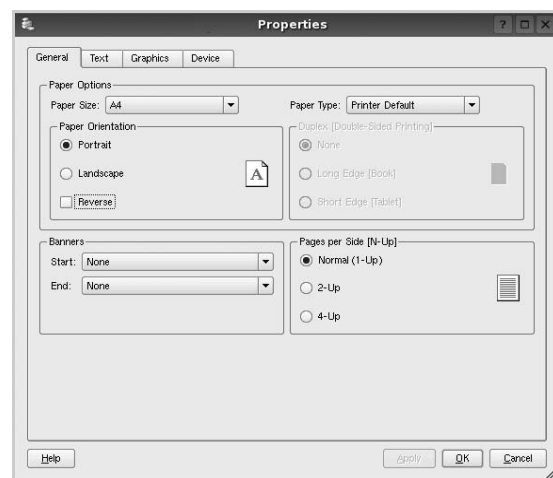 Properties
General Text Graphics Device
Paper Options
Paper Size: A4 Paper Type: Printer Default
Paper Orientation
Portrait
Landscape
Reverse
A
Duplex [Double-Sided Printing]
None
Long Edge [Book]
Short Edge [Tablet]
Banners
Start: None
End: None
Pages per Side [N-Up]
Normal (1-Up)
2-Up
4-Up
Help Apply OK Cancel